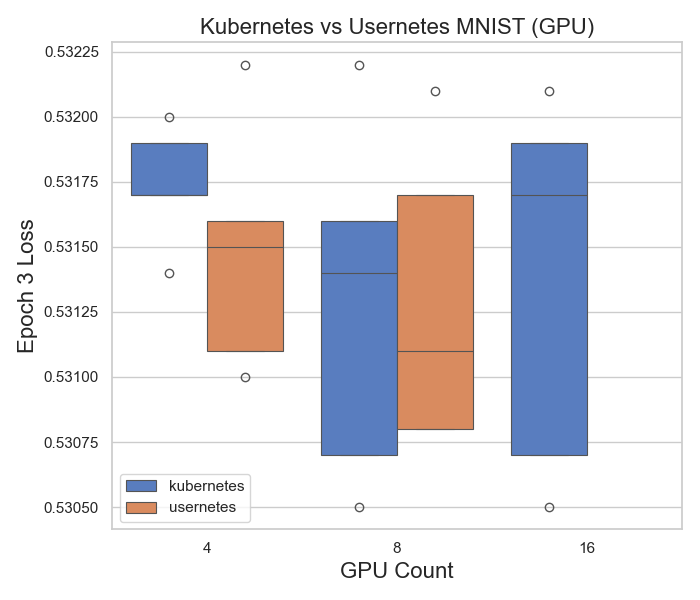 Kubernetes vs Usernetes MNIST (GPU)
Epoch 3 Loss
0.53225
0.53200
0.53175
0.53150
0.53125
0.53100
0.53075
0.53050
kubernetes
usernetes
4 8 16
GPU Count